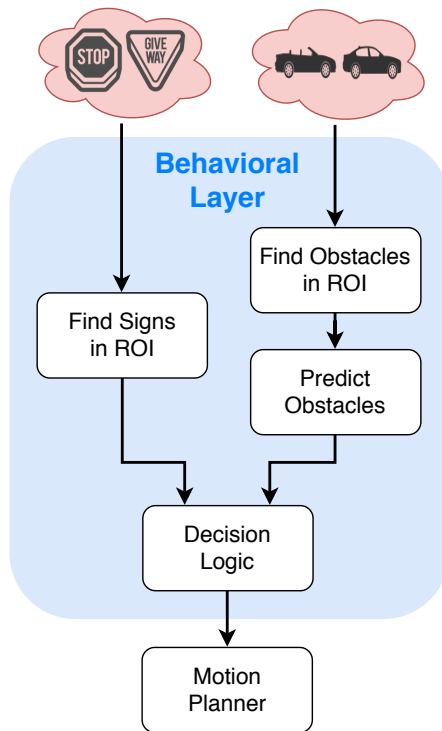 STOP
GIVE
WAY
Behavioral
Layer
Find Obstacles
in ROI
Find Signs
in ROI
Predict
Obstacles
Decision
Logic
Motion
Planner